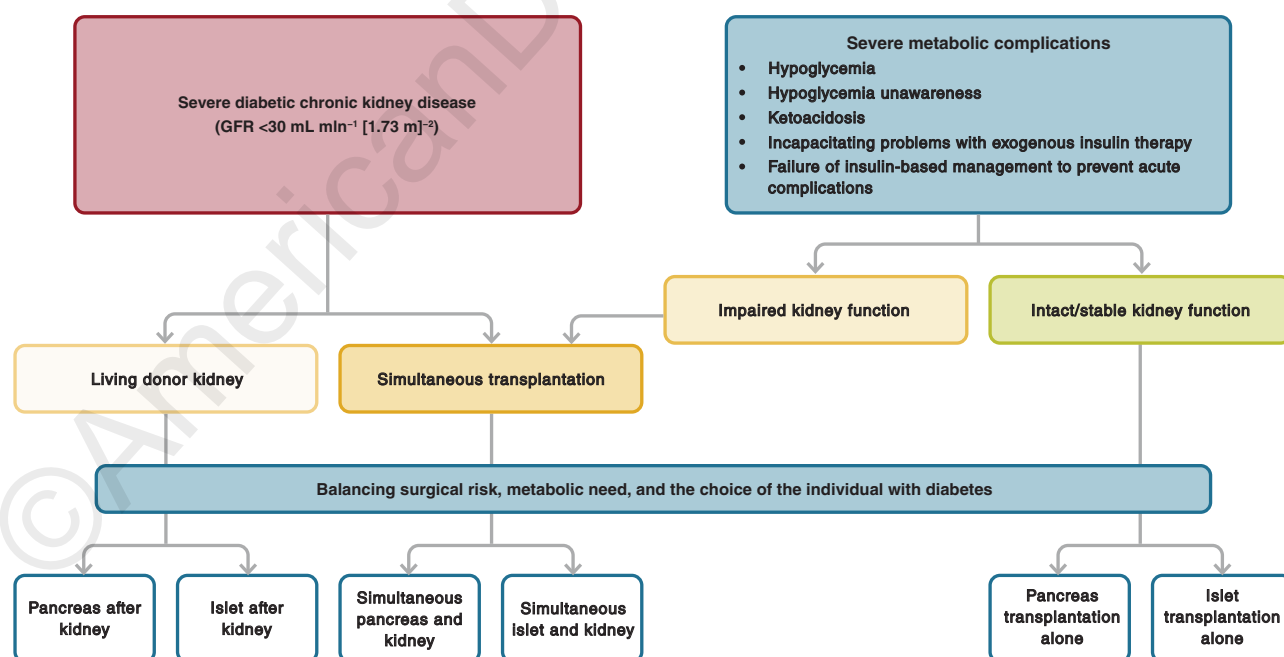 Severe diabetic chronic kidney disease
(GFR <30 mL min⁻¹ [1.73 m]⁻²)
Severe metabolic complications
• Hypoglycemia
• Hypoglycemia unawareness
• Ketoacidosis
• Incapacitating problems with exogenous insulin therapy
• Failure of insulin-based management to prevent acute
complications
Impaired kidney function
Intact/stable kidney function
Living donor kidney
Simultaneous transplantation
Balancing surgical risk, metabolic need, and the choice of the individual with diabetes
Pancreas after
kidney
Islet after
kidney
Simultaneous
pancreas and
kidney
Simultaneous
islet and kidney
Pancreas
transplantation
alone
Islet
transplantation
alone
©AmericanD